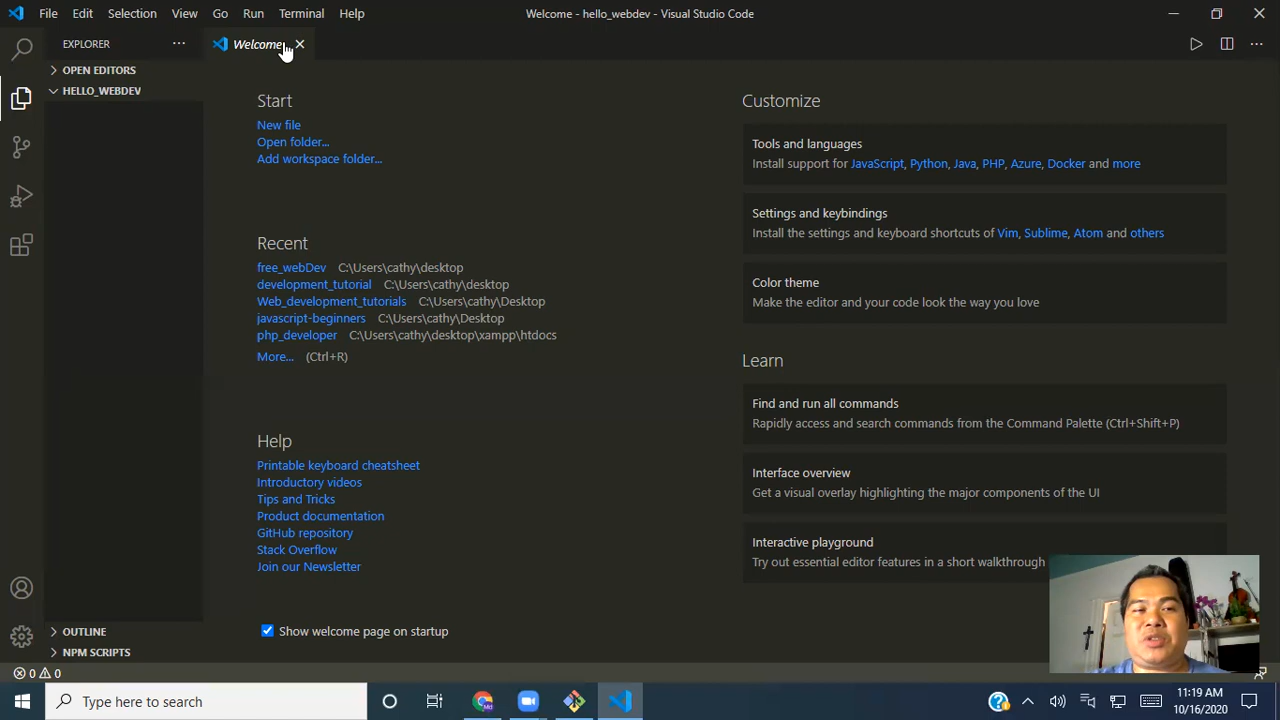 File Edit Selection View Go Run Terminal Help
Welcome - hello_webdev - Visual Studio Code
EXPLORER
Welcome
OPEN EDITORS
HELLO_WEBDEV
Start
New file
Open folder...
Add workspace folder...
Recent
free_webDev C:\Users\cathy\desktop
development_tutorial C:\Users\cathy\desktop
Web_development_tutorials C:\Users\cathy\Desktop
javascript-beginners C:\Users\cathy\Desktop
php_developer C:\Users\cathy\desktop\xampp\htdocs
More... (Ctrl+R)
Help
Printable keyboard cheatsheet
Introductory videos
Tips and Tricks
Product documentation
GitHub repository
Stack Overflow
Join our Newsletter
Show welcome page on startup
Customize
Tools and languages
Install support for JavaScript, Python, Java, PHP, Azure, Docker and more
Settings and keybindings
Install the settings and keyboard shortcuts of Vim, Sublime, Atom and others
Color theme
Make the editor and your code look the way you love
Learn
Find and run all commands
Rapidly access and search commands from the Command Palette (Ctrl+Shift+P)
Interface overview
Get a visual overlay highlighting the major components of the UI
Interactive playground
Try out essential editor features in a short walkthrough
OUTLINE
NPM SCRIPTS
0 0
Type here to search
11:19 AM
10/16/2020